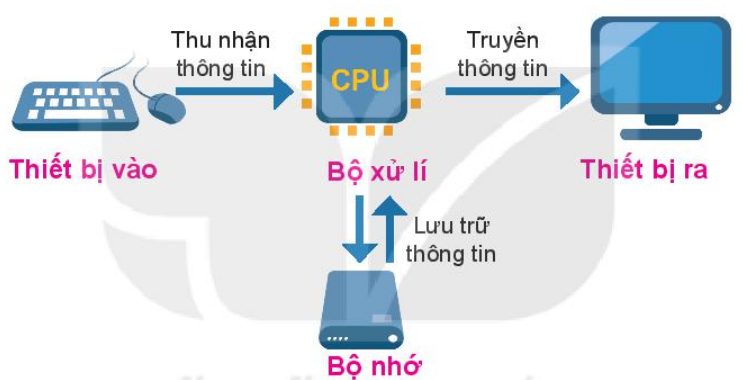 Thu nhận
thông tin
CPU
Truyền
thông tin
Thiết bị vào
Bộ xử lí
Thiết bị ra
Lưu trữ
thông tin
Bộ nhớ